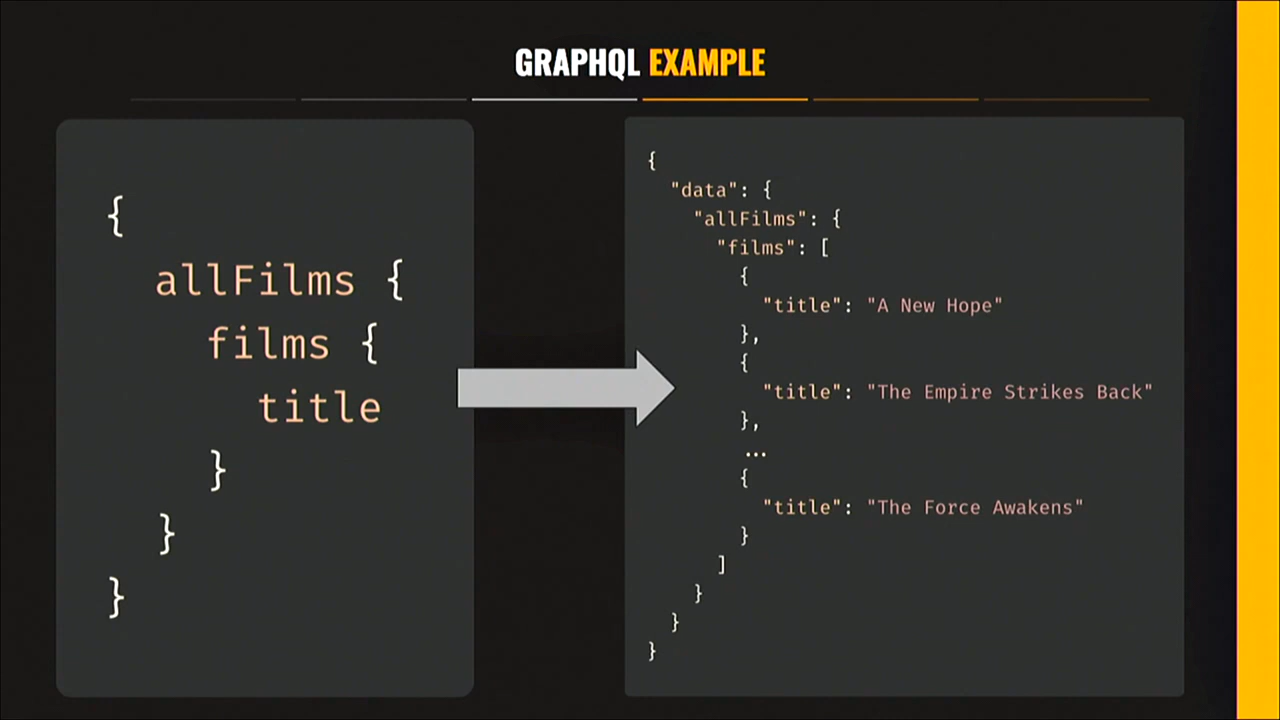 GRAPHQL EXAMPLE
{
allFilms {
films {
title
}
}
}
{
"data": {
"allFilms": {
"films": [
{
"title": "A New Hope"
},
{
"title": "The Empire Strikes Back"
},
...
{
"title": "The Force Awakens"
}
]
}
}
}